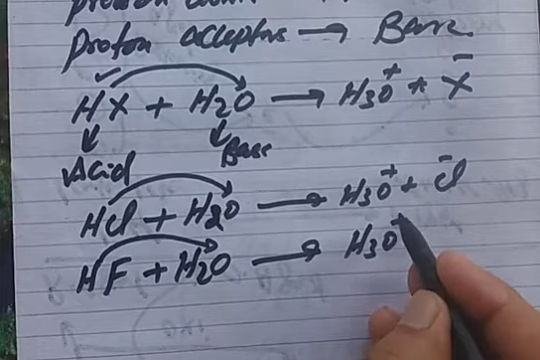 Proton acceptor → Base
HX + H2O → H3O+ + X-
Acid Base
HCl + H2O → H3O+ + Cl-
HF + H2O → H3O+